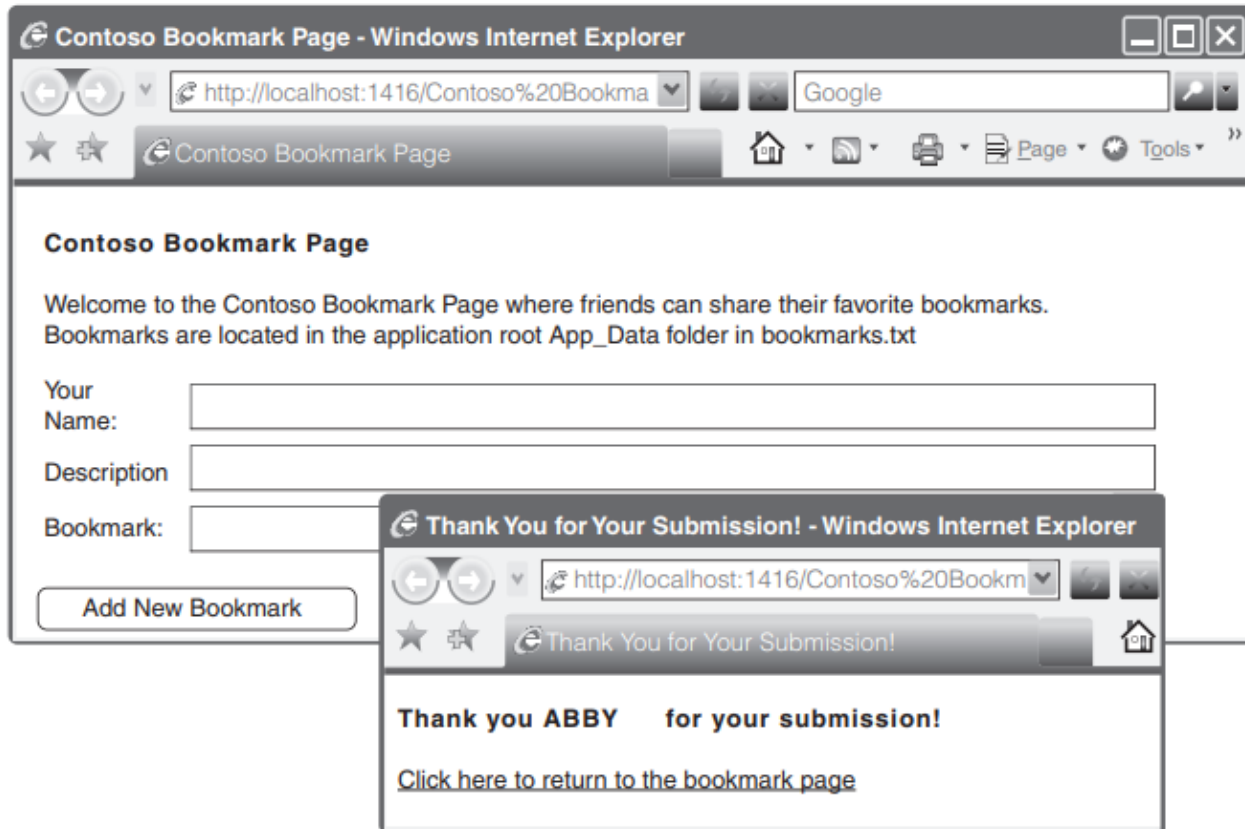 Contoso Bookmark Page - Windows Internet Explorer
http://localhost:1416/Contoso%20Bookma
Google
Contoso Bookmark Page
Page
Tools
»
Contoso Bookmark Page
Welcome to the Contoso Bookmark Page where friends can share their favorite bookmarks.
Bookmarks are located in the application root App_Data folder in bookmarks.txt
Your
Name:
Description
Bookmark:
Add New Bookmark
Thank You for Your Submission! - Windows Internet Explorer
http://localhost:1416/Contoso%20Bookm
Thank You for Your Submission!
Thank you ABBY for your submission!
Click here to return to the bookmark page